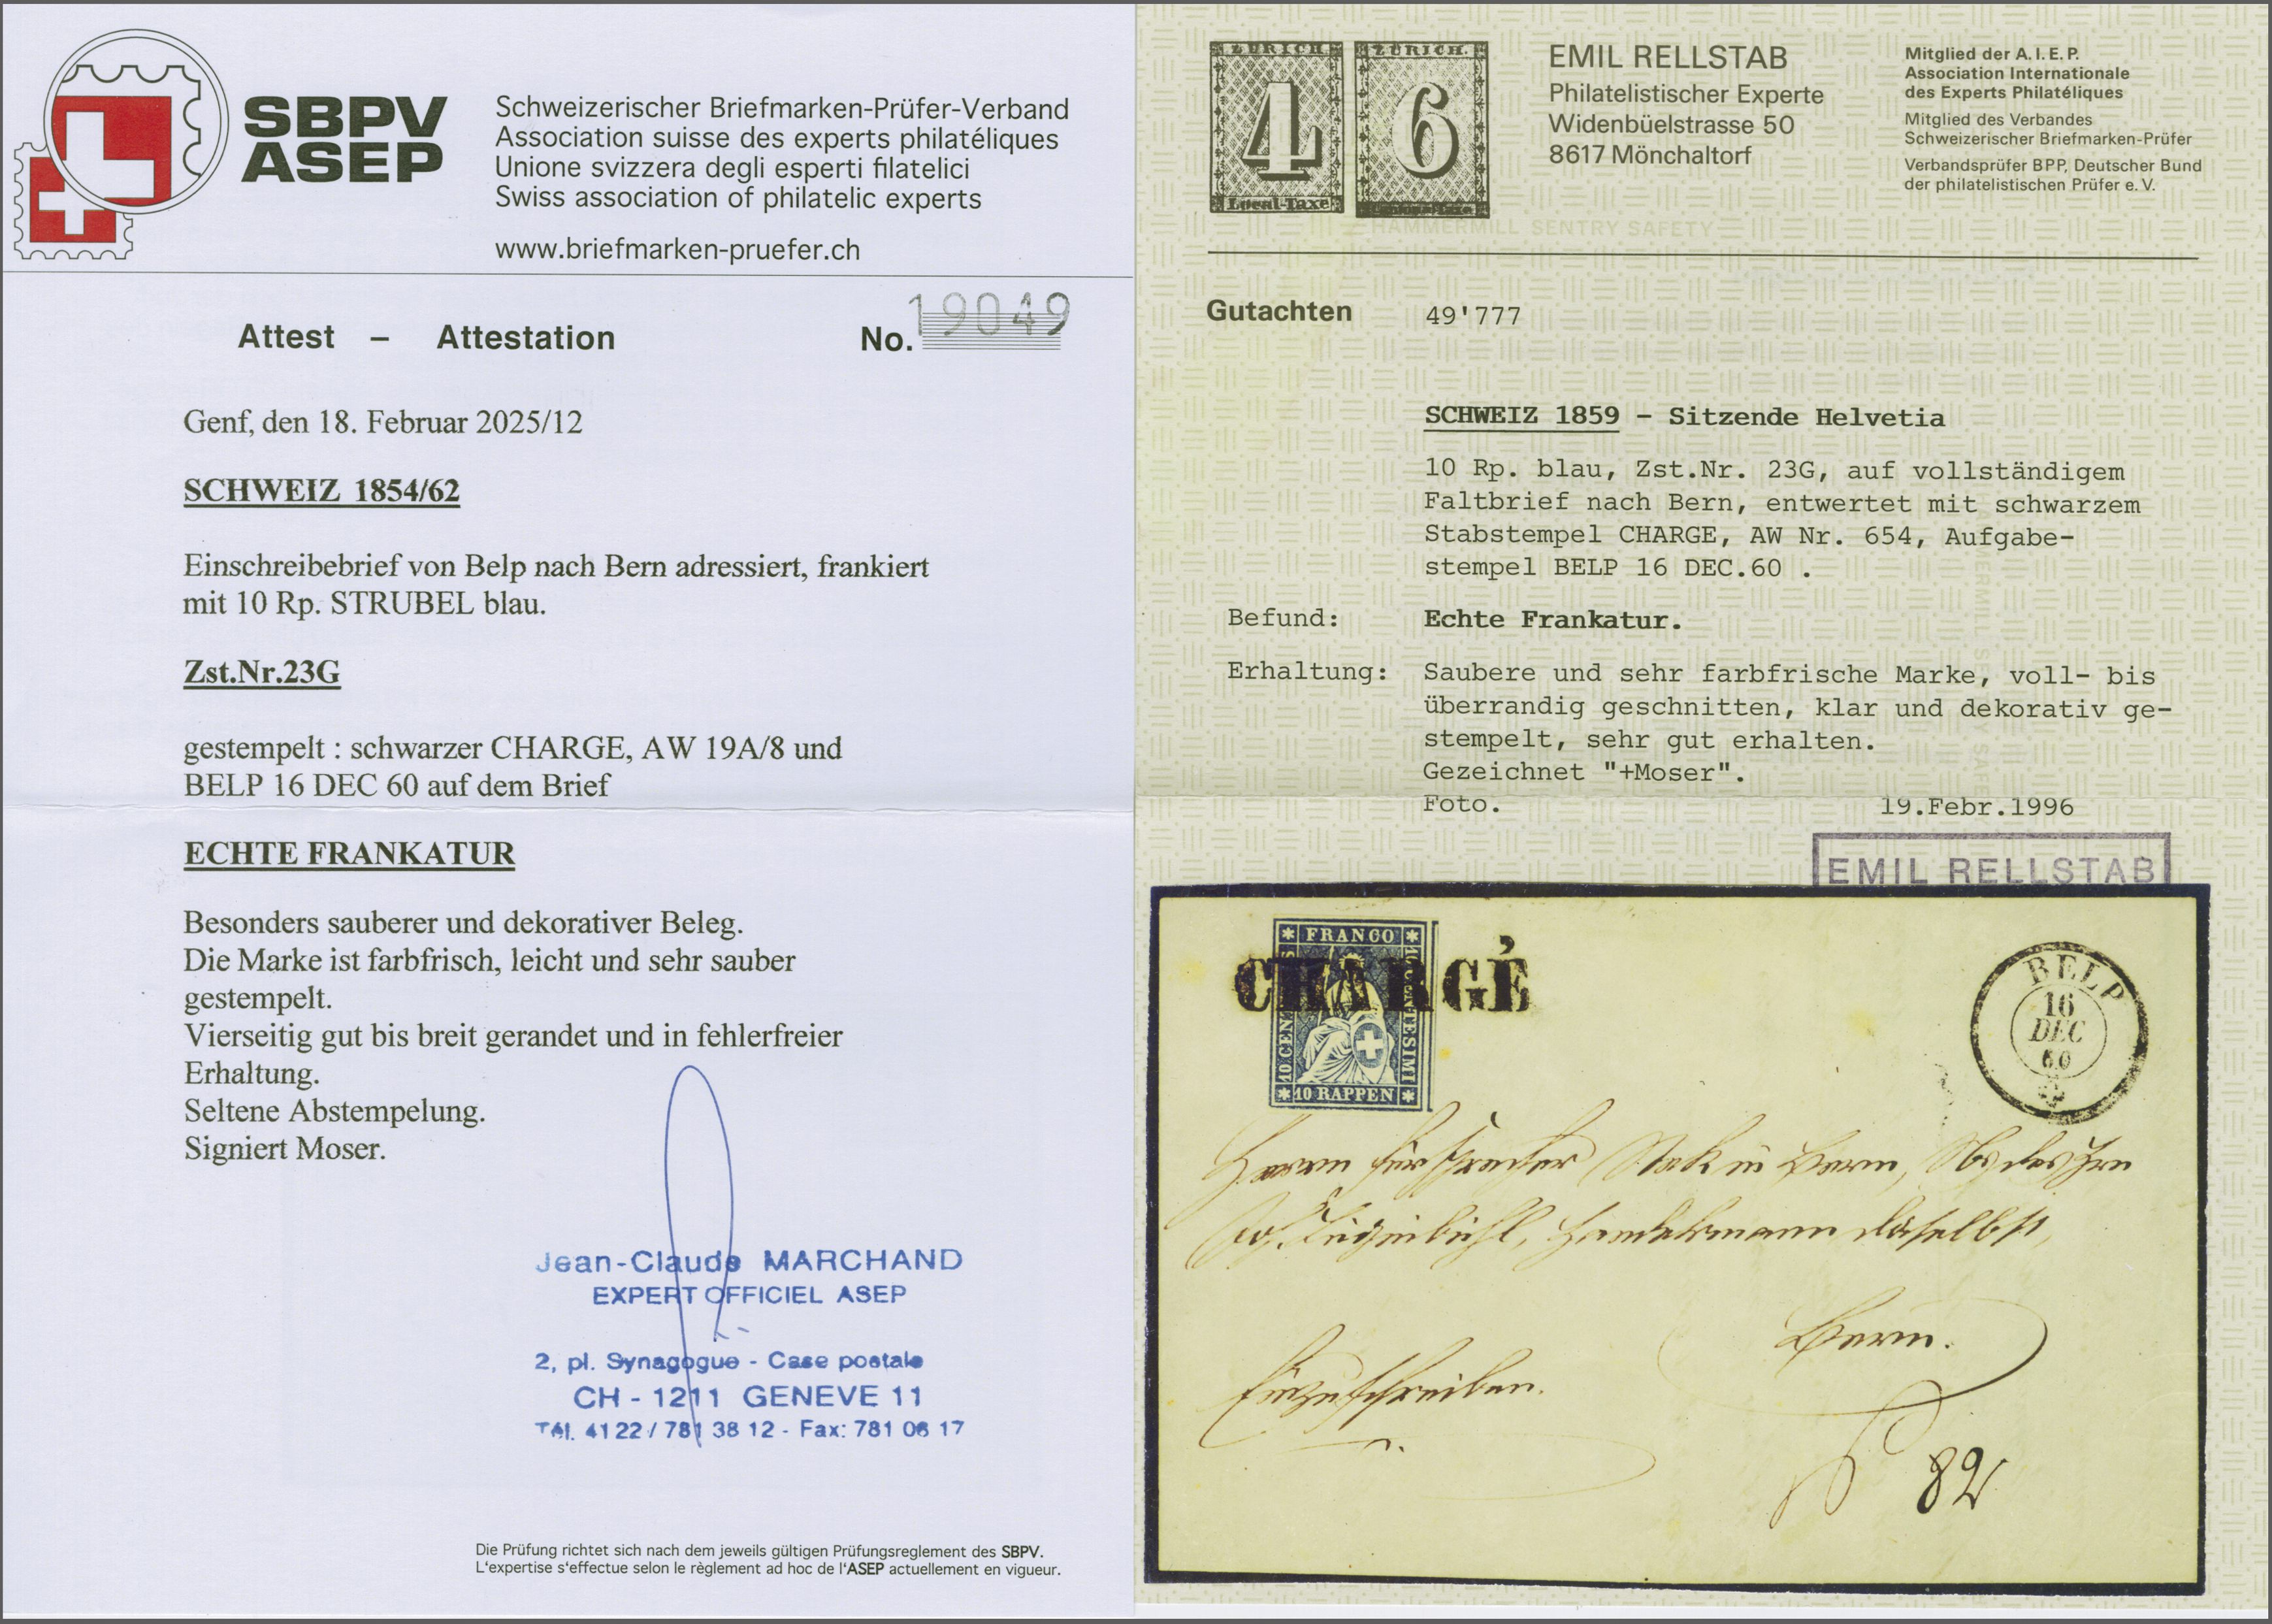 SBPV
ASEP
Schweizerischer Briefmarken-Prüfer-Verband
Association suisse des experts philatéliques
Unione svizzera degli esperti filatelici
Swiss association of philatelic experts
www.briefmarken-pruefer.ch
Attest – Attestation No. 19049
Genf, den 18. Februar 2025/12
SCHWEIZ 1854/62
Einschreibebrief von Belp nach Bern adressiert, frankiert
mit 10 Rp. STRUBEL blau.
Zst.Nr.23G
gestempelt : schwarzer CHARGE, AW 19A/8 und
BELP 16 DEC 60 auf dem Brief
ECHTE FRANKATUR
Besonders sauberer und dekorativer Beleg.
Die Marke ist farbfrisch, leicht und sehr sauber
gestempelt.
Vierseitig gut bis breit gerandet und in fehlerfreier
Erhaltung.
Seltene Abstempelung.
Signiert Moser.
Jean-Claude MARCHAND
EXPERT OFFICIEL ASEP
2, pl. Synagogue - Case postale
CH - 1211 GENEVE 11
Tél. 41 22 / 781 38 12 - Fax: 781 06 17
Die Prüfung richtet sich nach dem jeweils gültigen Prüfungsreglement des SBPV.
L'expertise s'effectue selon le règlement ad hoc de l'ASEP actuellement en vigueur.
ZÜRICH. ZÜRICH.
4 6
Local-Taxe
EMIL RELLSTAB
Philatelistischer Experte
Widenbüelstrasse 50
8617 Mönchaltorf
Mitglied der A.I.E.P.
Association Internationale
des Experts Philatéliques
Mitglied des Verbandes
Schweizerischer Briefmarken-Prüfer
Verbandsprüfer BPP, Deutscher Bund
der philatelistischen Prüfer e.V.
HAMMERMILL SENTRY SAFETY
Gutachten 49'777
SCHWEIZ 1859 - Sitzende Helvetia
10 Rp. blau, Zst.Nr. 23G, auf vollständigem
Faltbrief nach Bern, entwertet mit schwarzem
Stabstempel CHARGE, AW Nr. 654, Aufgabe-
stempel BELP 16 DEC.60 .
Befund: Echte Frankatur.
Erhaltung: Saubere und sehr farbfrische Marke, voll- bis
überrandig geschnitten, klar und dekorativ ge-
stempelt, sehr gut erhalten.
Gezeichnet "+Moser".
Foto. 19.Febr.1996
EMIL RELLSTAB
FRANCO
10 RAPPEN
CHARGÉ
BELP
16
DEC
60
Herrn Fürsprecher in Bern,
Handelsmann daselbst,
Bern.
Einzuschreiben.
82